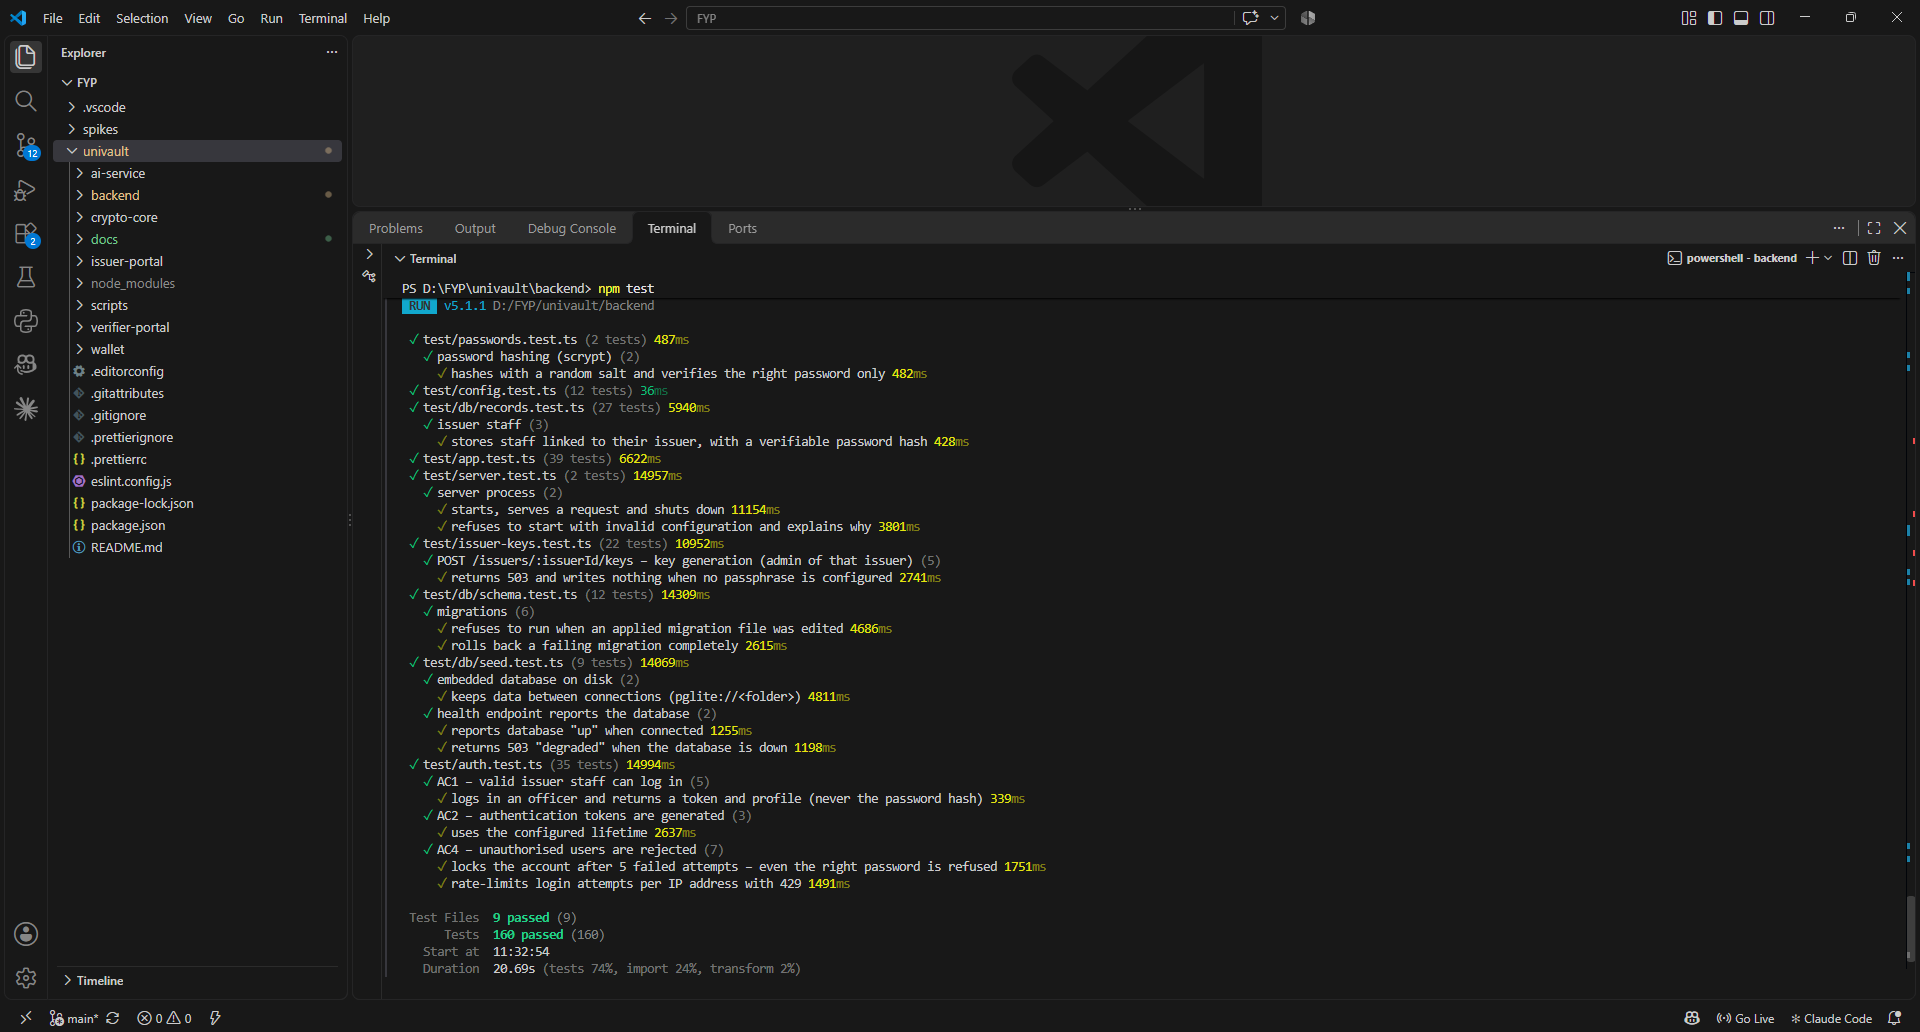 File Edit Selection View Go Run Terminal Help
FYP
Explorer
FYP
.vscode
spikes
univault
ai-service
backend
crypto-core
docs
issuer-portal
node_modules
scripts
verifier-portal
wallet
.editorconfig
.gitattributes
.gitignore
.prettierignore
.prettierrc
eslint.config.js
package-lock.json
package.json
README.md
Timeline
12
2
Problems Output Debug Console Terminal Ports
Terminal
powershell - backend
PS D:\FYP\univault\backend> npm test
RUN v5.1.1 D:/FYP/univault/backend
✓ test/passwords.test.ts (2 tests) 487ms
✓ password hashing (scrypt) (2)
✓ hashes with a random salt and verifies the right password only 482ms
✓ test/config.test.ts (12 tests) 36ms
✓ test/db/records.test.ts (27 tests) 5940ms
✓ issuer staff (3)
✓ stores staff linked to their issuer, with a verifiable password hash 428ms
✓ test/app.test.ts (39 tests) 6622ms
✓ test/server.test.ts (2 tests) 14957ms
✓ server process (2)
✓ starts, serves a request and shuts down 11154ms
✓ refuses to start with invalid configuration and explains why 3801ms
✓ test/issuer-keys.test.ts (22 tests) 10952ms
✓ POST /issuers/:issuerId/keys – key generation (admin of that issuer) (5)
✓ returns 503 and writes nothing when no passphrase is configured 2741ms
✓ test/db/schema.test.ts (12 tests) 14309ms
✓ migrations (6)
✓ refuses to run when an applied migration file was edited 4686ms
✓ rolls back a failing migration completely 2615ms
✓ test/db/seed.test.ts (9 tests) 14069ms
✓ embedded database on disk (2)
✓ keeps data between connections (pglite://<folder>) 4811ms
✓ health endpoint reports the database (2)
✓ reports database "up" when connected 1255ms
✓ returns 503 "degraded" when the database is down 1198ms
✓ test/auth.test.ts (35 tests) 14994ms
✓ AC1 – valid issuer staff can log in (5)
✓ logs in an officer and returns a token and profile (never the password hash) 339ms
✓ AC2 – authentication tokens are generated (3)
✓ uses the configured lifetime 2637ms
✓ AC4 – unauthorised users are rejected (7)
✓ locks the account after 5 failed attempts – even the right password is refused 1751ms
✓ rate-limits login attempts per IP address with 429 1491ms
Test Files 9 passed (9)
Tests 160 passed (160)
Start at 11:32:54
Duration 20.69s (tests 74%, import 24%, transform 2%)
main* 0 0
Go Live Claude Code